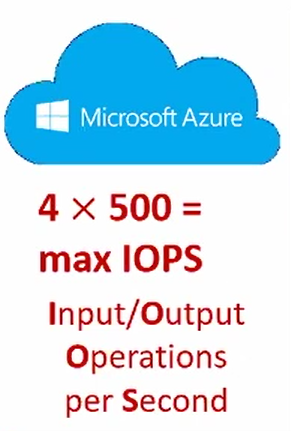 Microsoft Azure
4 × 500 =
max IOPS
Input/Output
Operations
per Second